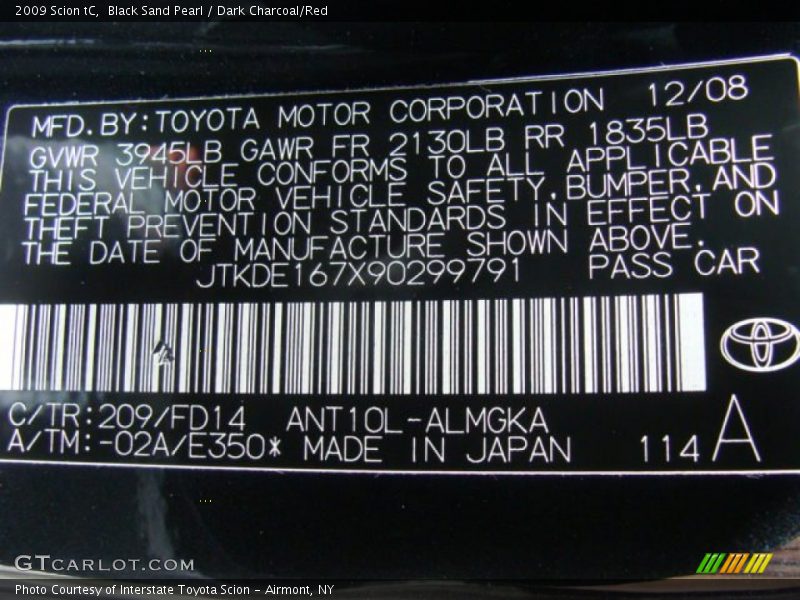 2009 Scion tC,  Black Sand Pearl / Dark Charcoal/Red
MFD.BY:TOYOTA MOTOR CORPORATION 12/08
GVWR 3945LB GAWR FR 2130LB RR 1835LB
THIS VEHICLE CONFORMS TO ALL APPLICABLE
FEDERAL MOTOR VEHICLE SAFETY,BUMPER,AND
THEFT PREVENTION STANDARDS IN EFFECT ON
THE DATE OF MANUFACTURE SHOWN ABOVE.
JTKDE167X90299791 PASS CAR
C/TR:209/FD14 ANT10L-ALMGKA
A/TM:-02A/E350* MADE IN JAPAN 114 A
GTCARLOT.COM
Photo Courtesy of Interstate Toyota Scion - Airmont, NY